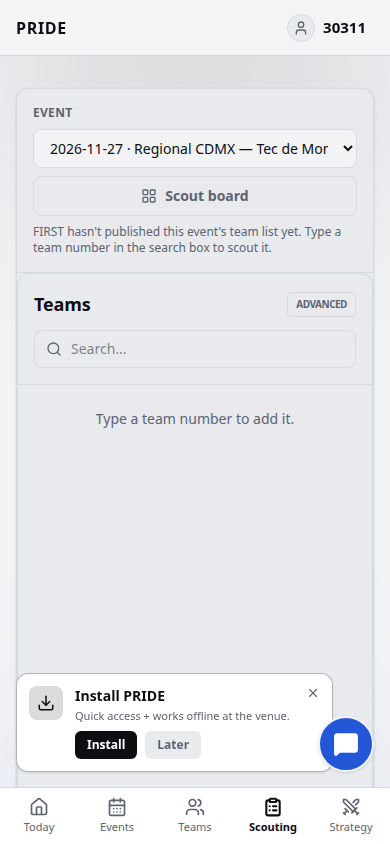 PRIDE
30311
EVENT
2026-11-27 · Regional CDMX — Tec de Mor
Scout board
FIRST hasn't published this event's team list yet. Type a
team number in the search box to scout it.
Teams
ADVANCED
Search...
Type a team number to add it.
Install PRIDE
Quick access + works offline at the venue.
Install
Later
Today
Events
Teams
Scouting
Strategy